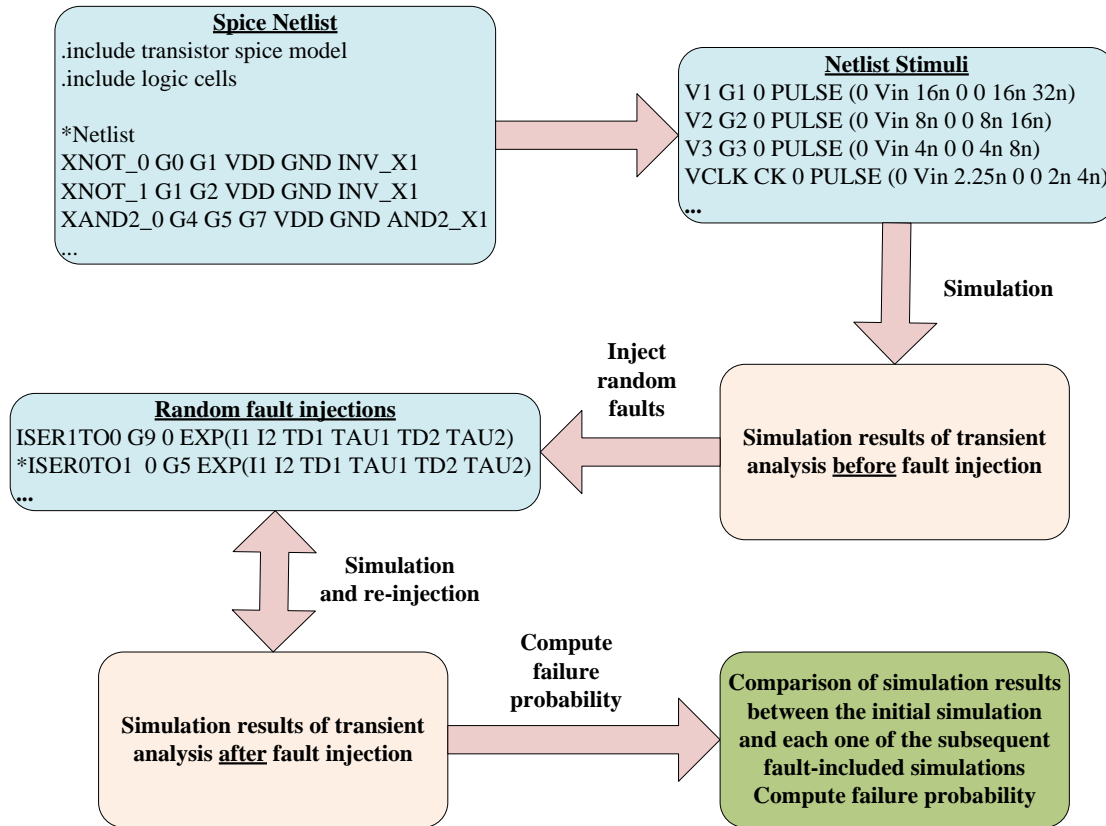 Spice Netlist
.include transistor spice model
.include logic cells
*Netlist
XNOT_0 G0 G1 VDD GND INV_X1
XNOT_1 G1 G2 VDD GND INV_X1
XAND2_0 G4 G5 G7 VDD GND AND2_X1
...
Netlist Stimuli
V1 G1 0 PULSE (0 Vin 16n 0 0 16n 32n)
V2 G2 0 PULSE (0 Vin 8n 0 0 8n 16n)
V3 G3 0 PULSE (0 Vin 4n 0 0 4n 8n)
VCLK CK 0 PULSE (0 Vin 2.25n 0 0 2n 4n)
...
Simulation
Simulation results of transient
analysis before fault injection
Inject
random
faults
Random fault injections
ISER1TO0 G9 0 EXP(I1 I2 TD1 TAU1 TD2 TAU2)
*ISER0TO1 0 G5 EXP(I1 I2 TD1 TAU1 TD2 TAU2)
...
Simulation
and re-injection
Simulation results of transient
analysis after fault injection
Compute
failure
probability
Comparison of simulation results
between the initial simulation
and each one of the subsequent
fault-included simulations
Compute failure probability